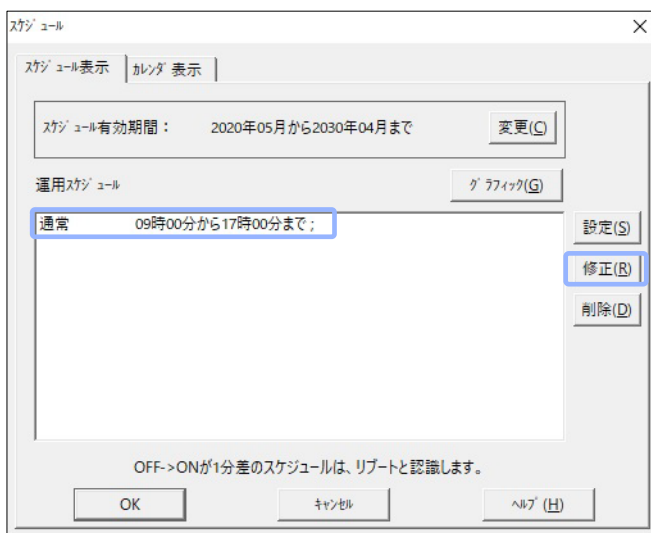 ｽｹｼﾞｭｰﾙ
ｽｹｼﾞｭｰﾙ表示 ｶﾚﾝﾀﾞ表示
ｽｹｼﾞｭｰﾙ有効期間： 2020年05月から2030年04月まで 変更(C)
運用ｽｹｼﾞｭｰﾙ ｸﾞﾗﾌｨｯｸ(G)
通常 09時00分から17時00分まで;
設定(S)
修正(R)
削除(D)
OFF->ONが1分差のスケジュールは、リブートと認識します。
OK ｷｬﾝｾﾙ ﾍﾙﾌﾟ(H)